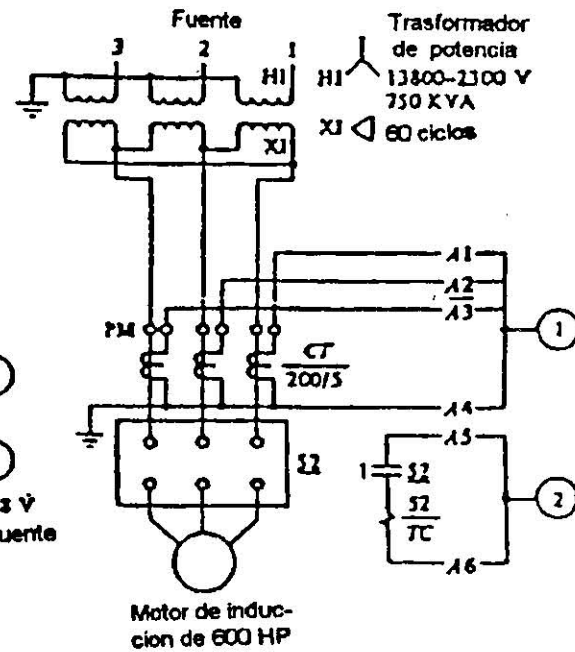 Fuente
3 2 1
H1
X1
Trasformador
de potencia
H1 13800-2300 V
750 KVA
X1 60 ciclos
A1
A2
A3
1
PM
CT
200/5
A4
52
A5
1 52
52
TC
2
A6
s V
uente
Motor de induc-
cion de 600 HP